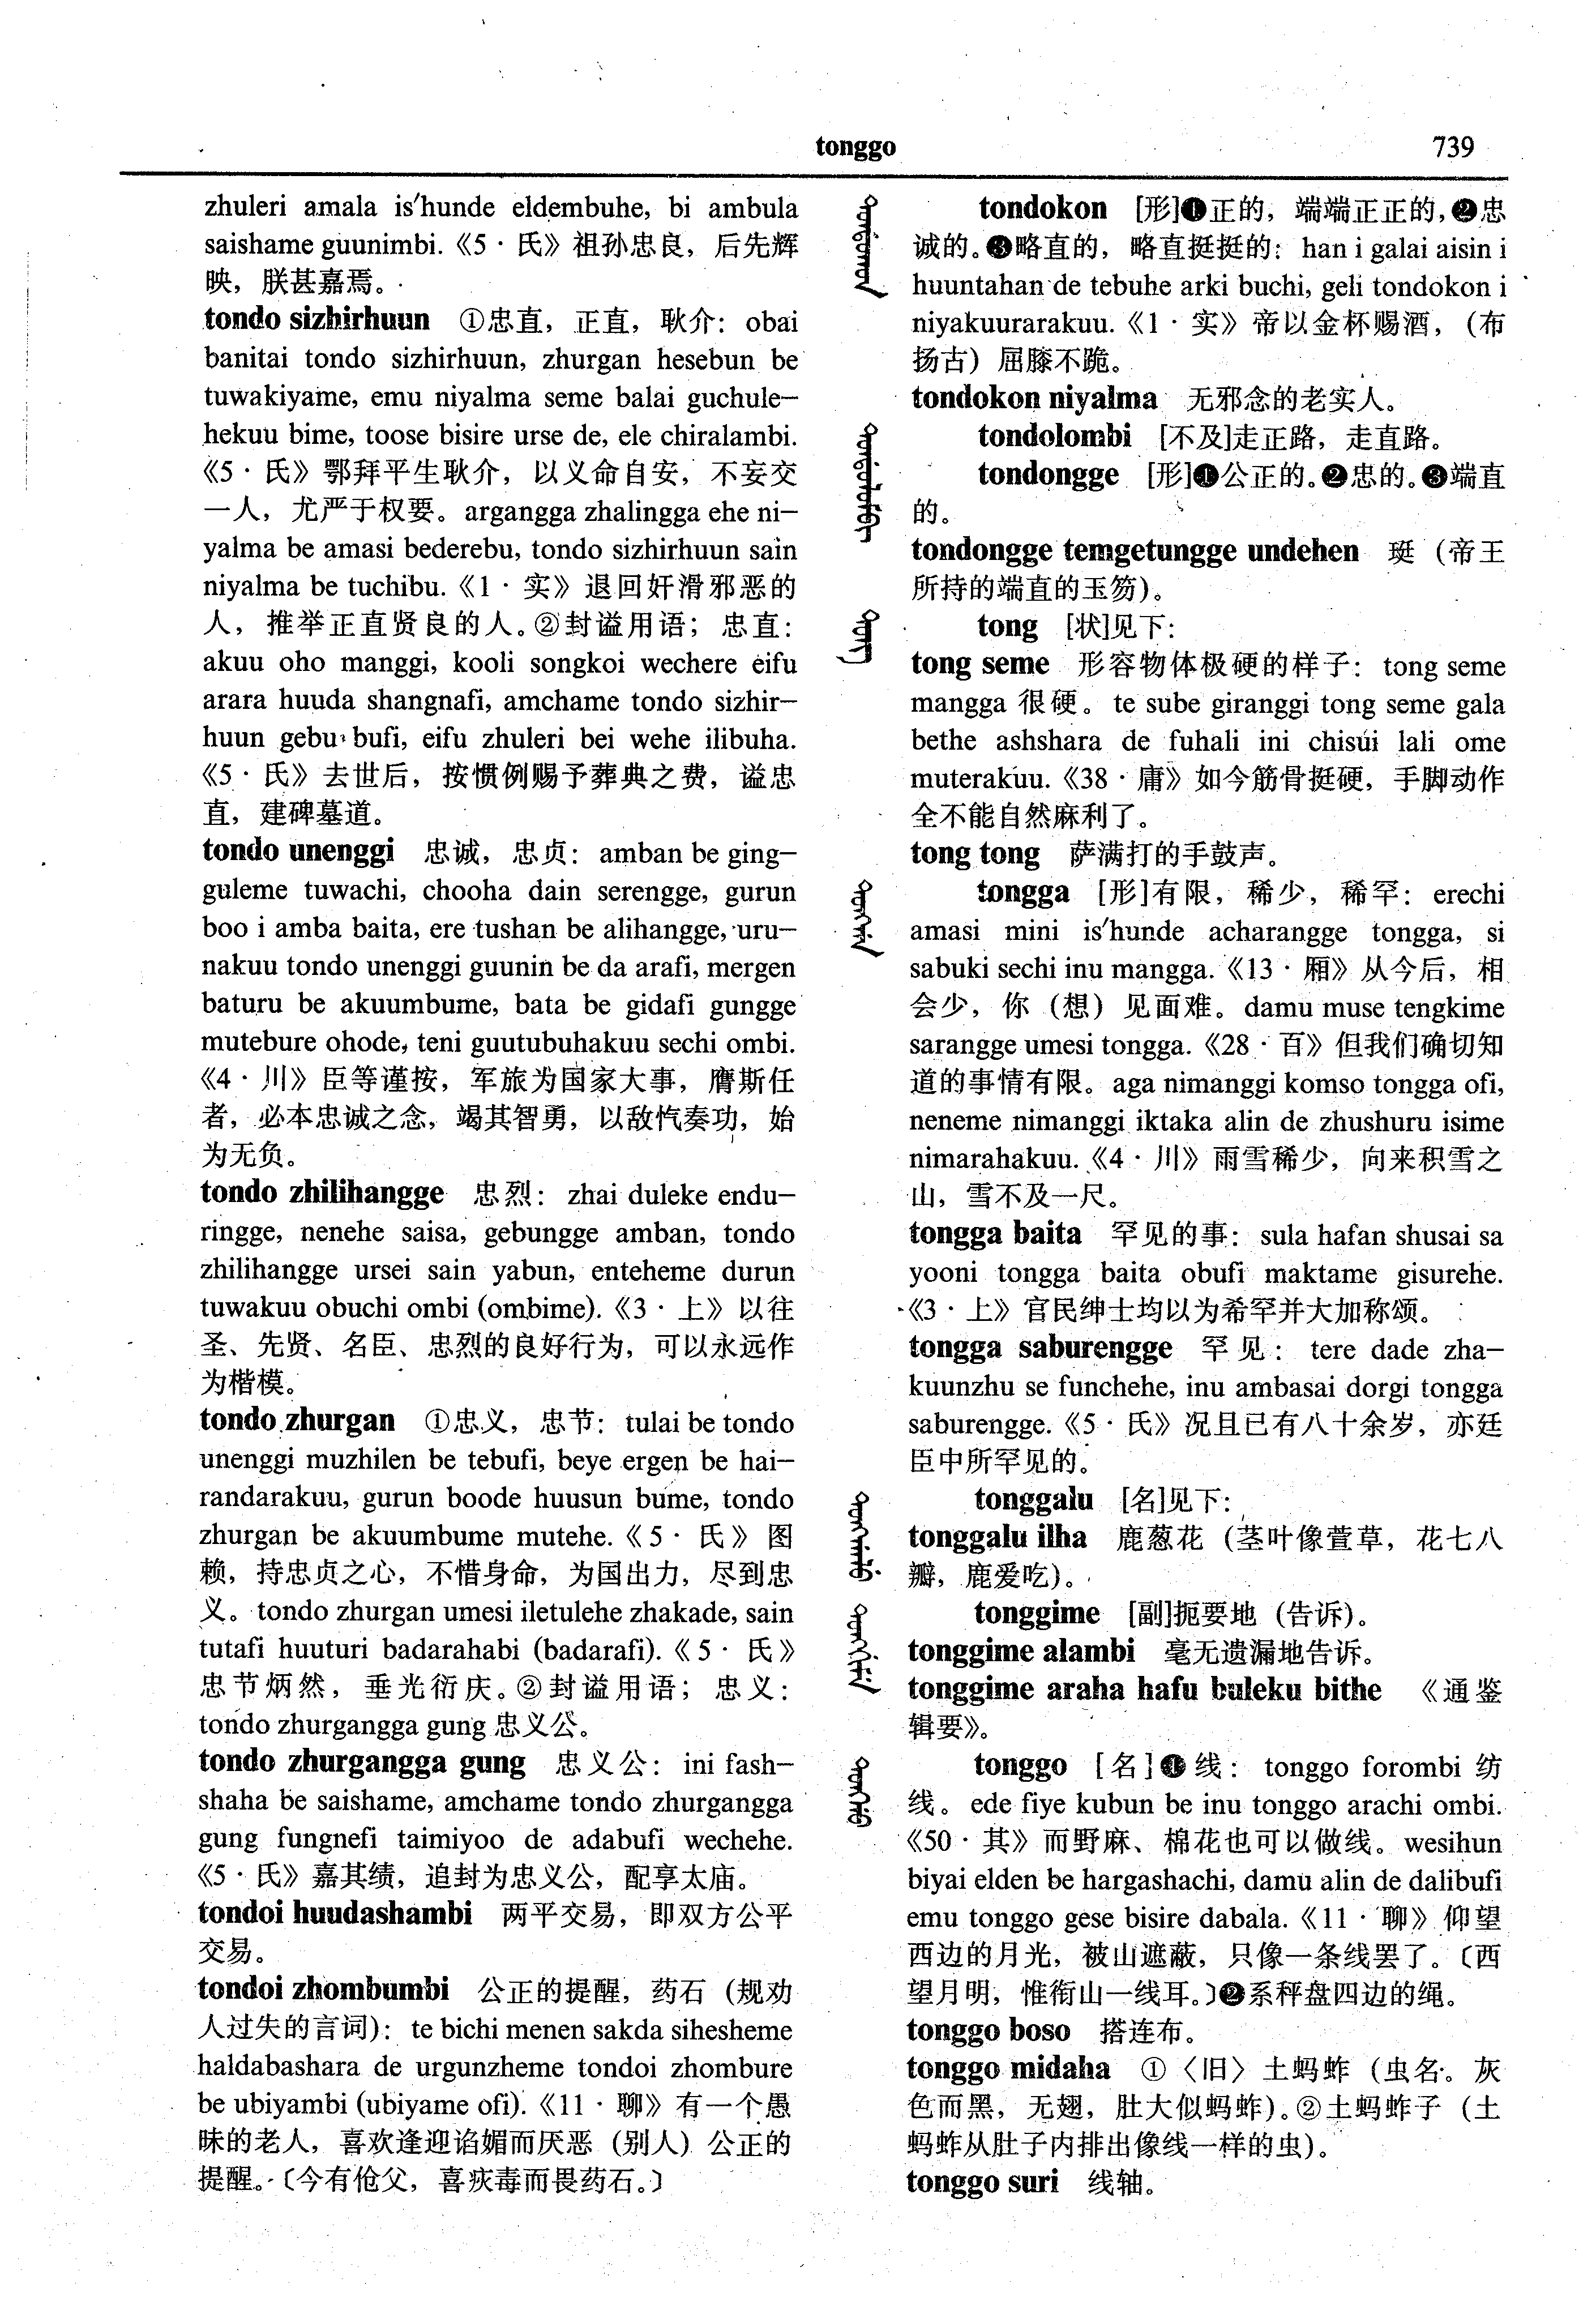 tonggo
739
zhuleri amala is′hunde eldembuhe, bi ambula
saishame guunimbi.《5 · 氏》祖孙忠良，后先辉
映，朕甚嘉焉。
tondo sizhirhuun ①忠直，正直，耿介：obai
banitai tondo sizhirhuun, zhurgan hesebun be
tuwakiyame, emu niyalma seme balai guchule—
hekuu bime, toose bisire urse de, ele chiralambi.
《5 · 氏》鄂拜平生耿介，以义命自安，不妄交
一人，尤严于权要。argangga zhalingga ehe ni—
yalma be amasi bederebu, tondo sizhirhuun sain
niyalma be tuchibu.《1 · 实》退回奸滑邪恶的
人，推举正直贤良的人。②封谥用语；忠直：
akuu oho manggi, kooli songkoi wechere eifu
arara huuda shangnafi, amchame tondo sizhir—
huun gebu bufi, eifu zhuleri bei wehe ilibuha.
《5 · 氏》去世后，按惯例赐予葬典之费，谥忠
直，建碑墓道。
tondo unenggi 忠诚，忠贞：amban be ging—
guleme tuwachi, chooha dain serengge, gurun
boo i amba baita, ere tushan be alihangge, uru—
nakuu tondo unenggi guunin be da arafi, mergen
baturu be akuumbume, bata be gidafi gungge
mutebure ohode, teni guutubuhakuu sechi ombi.
《4 · 川》臣等谨按，军旅为国家大事，膺斯任
者，必本忠诚之念，竭其智勇，以敌忾奏功，始
为无负。
tondo zhilihangge 忠烈：zhai duleke endu—
ringge, nenehe saisa, gebungge amban, tondo
zhilihangge ursei sain yabun, enteheme durun
tuwakuu obuchi ombi (ombime).《3 · 上》以往
圣、先贤、名臣、忠烈的良好行为，可以永远作
为楷模。
tondo zhurgan ①忠义，忠节：tulai be tondo
unenggi muzhilen be tebufi, beye ergen be hai—
randarakuu, gurun boode huusun bume, tondo
zhurgan be akuumbume mutehe.《5 · 氏》图
赖，持忠贞之心，不惜身命，为国出力，尽到忠
义。tondo zhurgan umesi iletulehe zhakade, sain
tutafi huuturi badarahabi (badarafi).《5 · 氏》
忠节炳然，垂光衍庆。②封谥用语；忠义：
tondo zhurgangga gung 忠义公。
tondo zhurgangga gung 忠义公：ini fash—
shaha be saishame, amchame tondo zhurgangga
gung fungnefi taimiyoo de adabufi wechehe.
《5 · 氏》嘉其绩，追封为忠义公，配享太庙。
tondoi huudashambi 两平交易，即双方公平
交易。
tondoi zhombumbi 公正的提醒，药石（规劝
人过失的言词）：te bichi menen sakda sihesheme
haldabashara de urgunzheme tondoi zhombure
be ubiyambi (ubiyame ofi).《11 · 聊》有一个愚
昧的老人，喜欢逢迎谄媚而厌恶（别人）公正的
提醒。〔今有伧父，喜疢毒而畏药石。〕
ᡨᠣᠨᡩᠣᡴᠣᠨ
tondokon [形]❶正的，端端正正的，❷忠
诚的。❸略直的，略直挺挺的：han i galai aisin i
huuntahan de tebuhe arki buchi, geli tondokon i
niyakuurarakuu.《1 · 实》帝以金杯赐酒，（布
扬古）屈膝不跪。
tondokon niyalma 无邪念的老实人。
ᡨᠣᠨᡩᠣᠯᠣᠮᠪᡳ
tondolombi [不及]走正路，走直路。
tondongge [形]❶公正的。❷忠的。❸端直
的。
tondongge temgetungge undehen 珽（帝王
所持的端直的玉笏）。
ᡨᠣᠩ
tong [状]见下：
tong seme 形容物体极硬的样子：tong seme
mangga 很硬。te sube giranggi tong seme gala
bethe ashshara de fuhali ini chisui lali ome
muterakuu.《38 · 庸》如今筋骨挺硬，手脚动作
全不能自然麻利了。
tong tong 萨满打的手鼓声。
ᡨᠣᠩᡤᠠ
tongga [形]有限，稀少，稀罕：erechi
amasi mini is′hunde acharangge tongga, si
sabuki sechi inu mangga.《13 · 厢》从今后，相
会少，你（想）见面难。damu muse tengkime
sarangge umesi tongga.《28 · 百》但我们确切知
道的事情有限。aga nimanggi komso tongga ofi,
neneme nimanggi iktaka alin de zhushuru isime
nimarahakuu.《4 · 川》雨雪稀少，向来积雪之
山，雪不及一尺。
tongga baita 罕见的事：sula hafan shusai sa
yooni tongga baita obufi maktame gisurehe.
《3 · 上》官民绅士均以为希罕并大加称颂。
tongga saburengge 罕见：tere dade zha—
kuunzhu se funchehe, inu ambasai dorgi tongga
saburengge.《5 · 氏》况且已有八十余岁，亦廷
臣中所罕见的。
ᡨᠣᠩᡤᠠᠯᡠ
tonggalu [名]见下：
tonggalu ilha 鹿葱花（茎叶像萱草，花七八
瓣，鹿爱吃）。
ᡨᠣᠩᡤᡳᠮᡝ
tonggime [副]扼要地（告诉）。
tonggime alambi 毫无遗漏地告诉。
tonggime araha hafu buleku bithe 《通鉴
辑要》。
ᡨᠣᠩᡤᠣ
tonggo [名]❶线：tonggo forombi 纺
线。ede fiye kubun be inu tonggo arachi ombi.
《50 · 其》而野麻、棉花也可以做线。wesihun
biyai elden be hargashachi, damu alin de dalibufi
emu tonggo gese bisire dabala.《11 · 聊》仰望
西边的月光，被山遮蔽，只像一条线罢了。〔西
望月明，惟衔山一线耳。〕❷系秤盘四边的绳。
tonggo boso 搭连布。
tonggo midaha ①〈旧〉土蚂蚱（虫名。灰
色而黑，无翅，肚大似蚂蚱）。②土蚂蚱子（土
蚂蚱从肚子内排出像线一样的虫）。
tonggo suri 线轴。